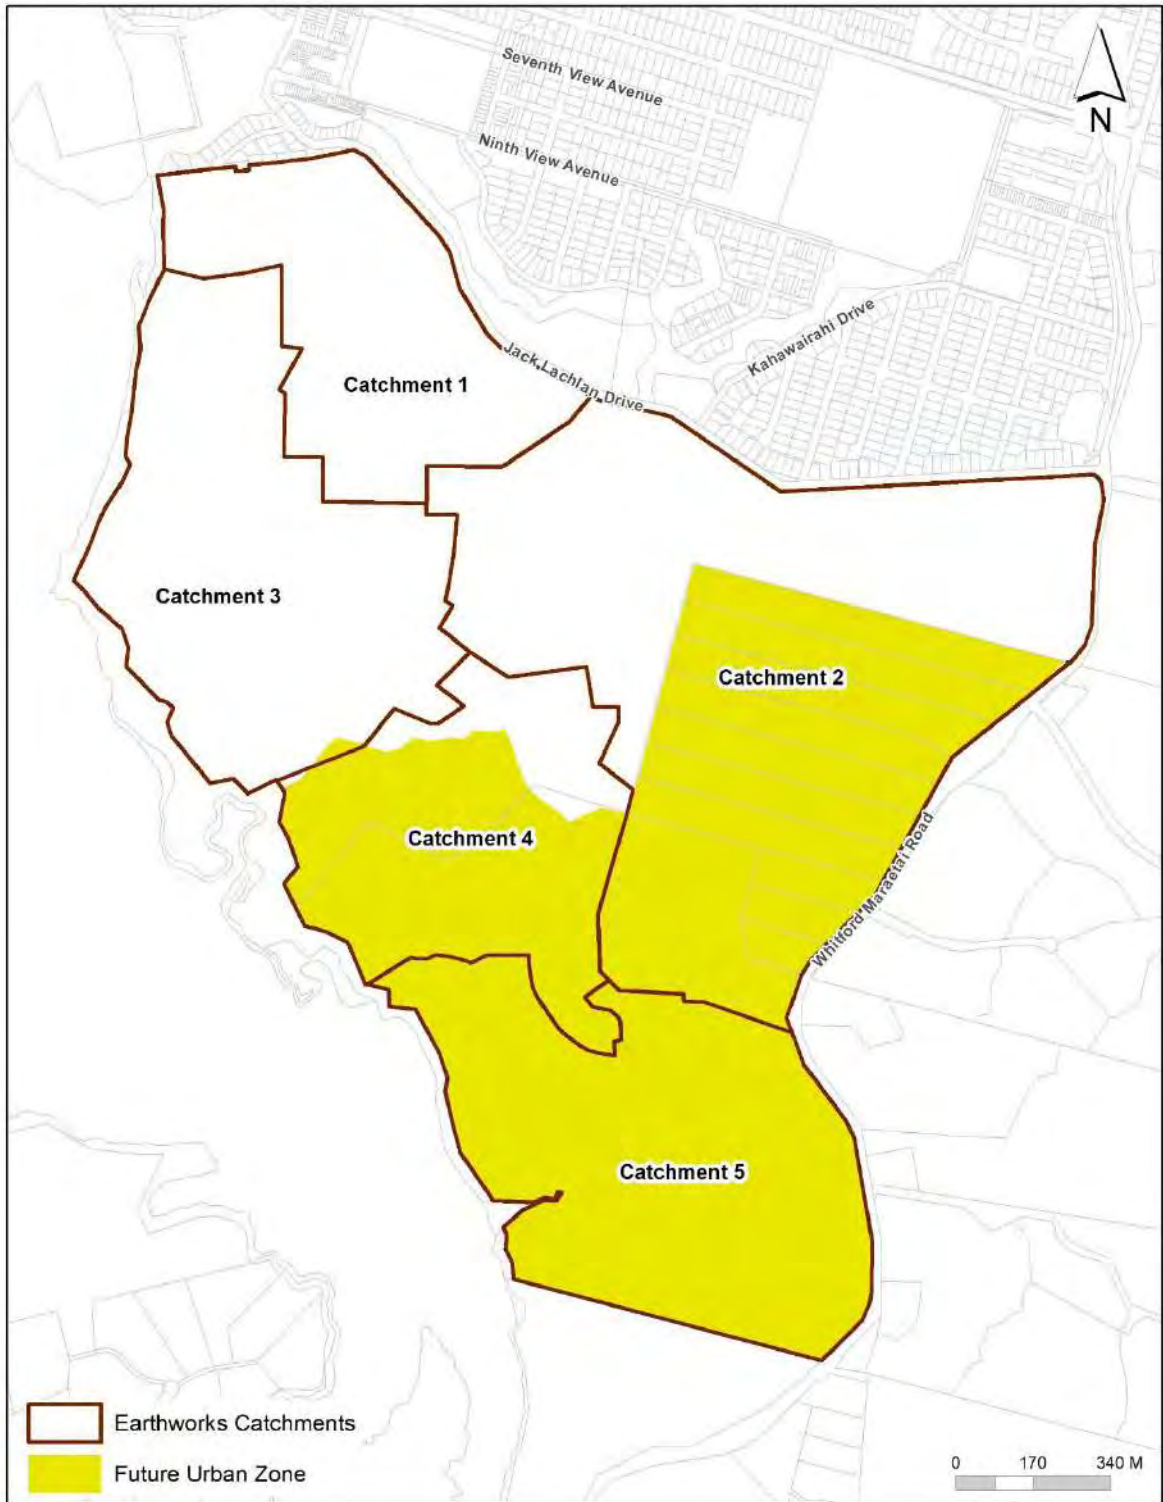 Seventh View Avenue
N
Ninth View Avenue
Kahawairahi Drive
Jack Lachlan Drive
Catchment 1
Catchment 3
Catchment 2
Catchment 4
Whitford Maraetai Road
Catchment 5
Earthworks Catchments
Future Urban Zone
0 170 340 M